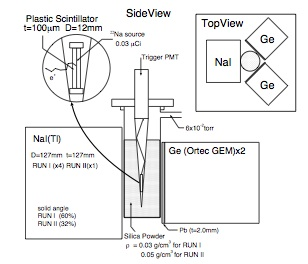 SideView
Plastic Scintillator
t=100μm D=12mm
²²Na source
0.03 μCi
Trigger PMT
e⁺
TopView
NaI
Ge
Ge
6x10⁻⁷torr
NaI(Tl)
D=127mm t=127mm
RUN I (x4) RUN II(x1)
solid angle
RUN I (60%)
RUN II (32%)
Ge (Ortec GEM)x2
Pb (t=2.0mm)
Silica Powder
ρ = 0.03 g/cm³ for RUN I
0.05 g/cm³ for RUN II